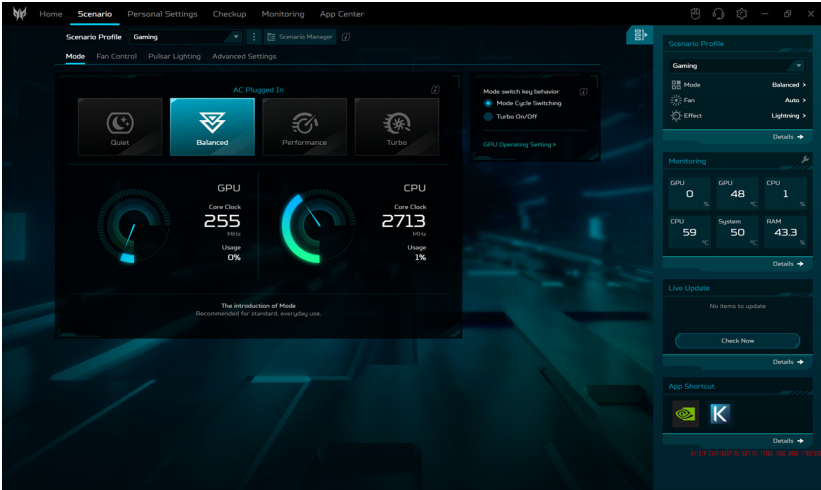 Home Scenario Personal Settings Checkup Monitoring App Center
Scenario Profile Gaming Scenario Manager
Mode Fan Control Pulsar Lighting Advanced Settings
AC Plugged In
Quiet Balanced Performance Turbo
GPU
Core Clock
255
MHz
Usage
0%
CPU
Core Clock
2713
MHz
Usage
1%
The introduction of Mode
Recommended for standard, everyday use.
Mode switch key behavior
Mode Cycle Switching
Turbo On/Off
GPU Operating Setting >
Scenario Profile
Gaming
Mode Balanced >
Fan Auto >
Effect Lightning >
Details
Monitoring
GPU
0
%
GPU
48
°C
CPU
1
%
CPU
59
°C
System
50
°C
RAM
43.3
%
Details
Live Update
No items to update
Check Now
Details
App Shortcut
K
Details